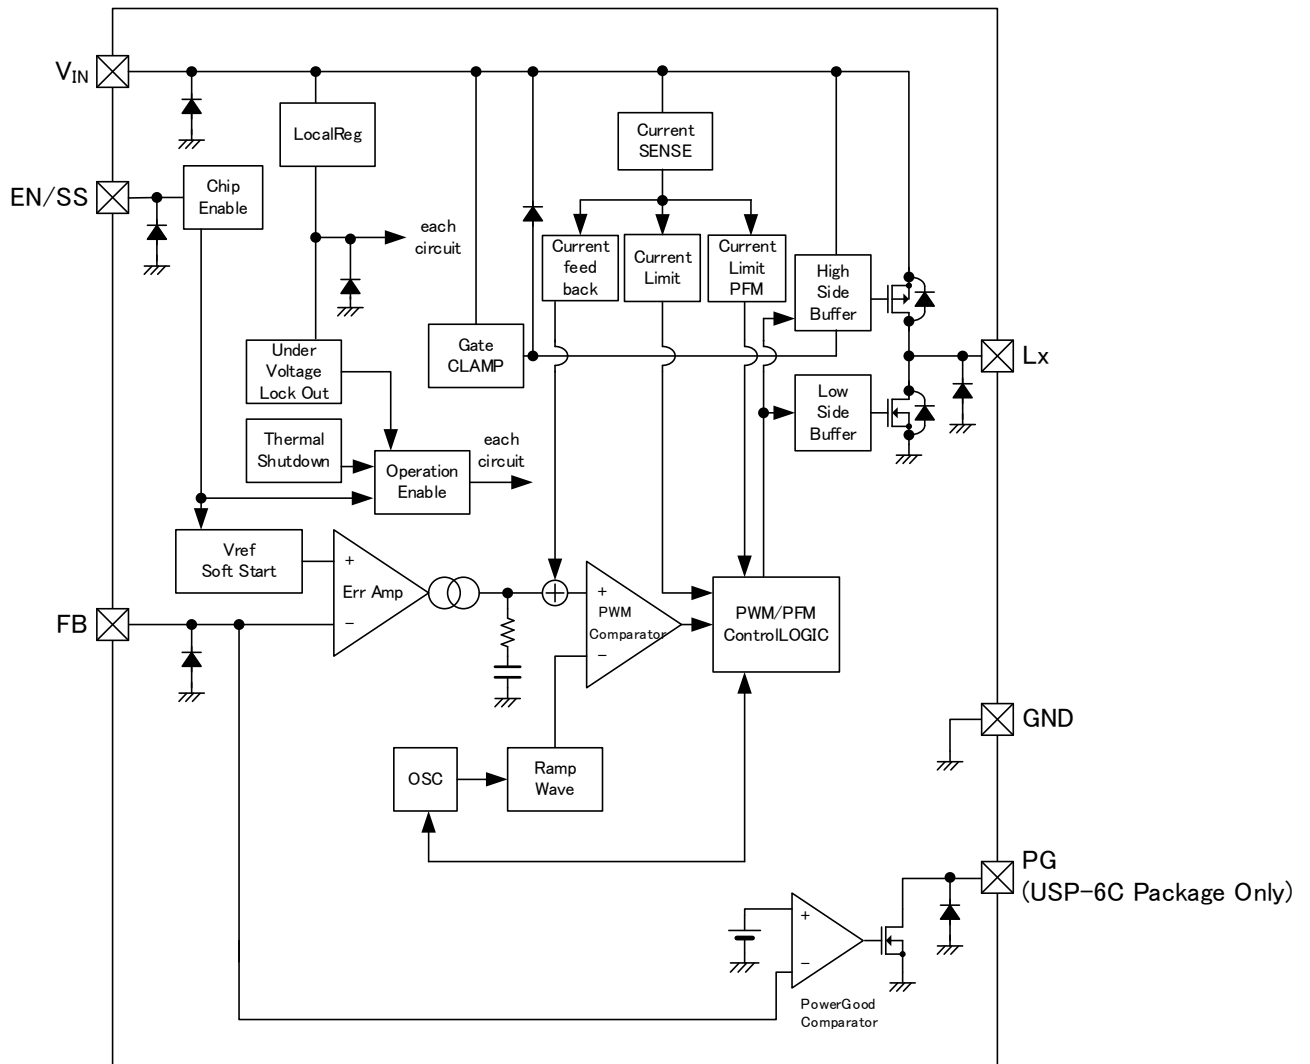 VIN
LocalReg
Current
SENSE
EN/SS
Chip
Enable
each
circuit
Current
feed
back
Current
Limit
Current
Limit
PFM
High
Side
Buffer
Under
Voltage
Lock Out
Gate
CLAMP
Lx
Low
Side
Buffer
Thermal
Shutdown
Operation
Enable
each
circuit
Vref
Soft Start
+
Err Amp
−
+
+
PWM
Comparator
−
PWM/PFM
ControlLOGIC
FB
GND
OSC
Ramp
Wave
PG
(USP-6C Package Only)
+
−
PowerGood
Comparator